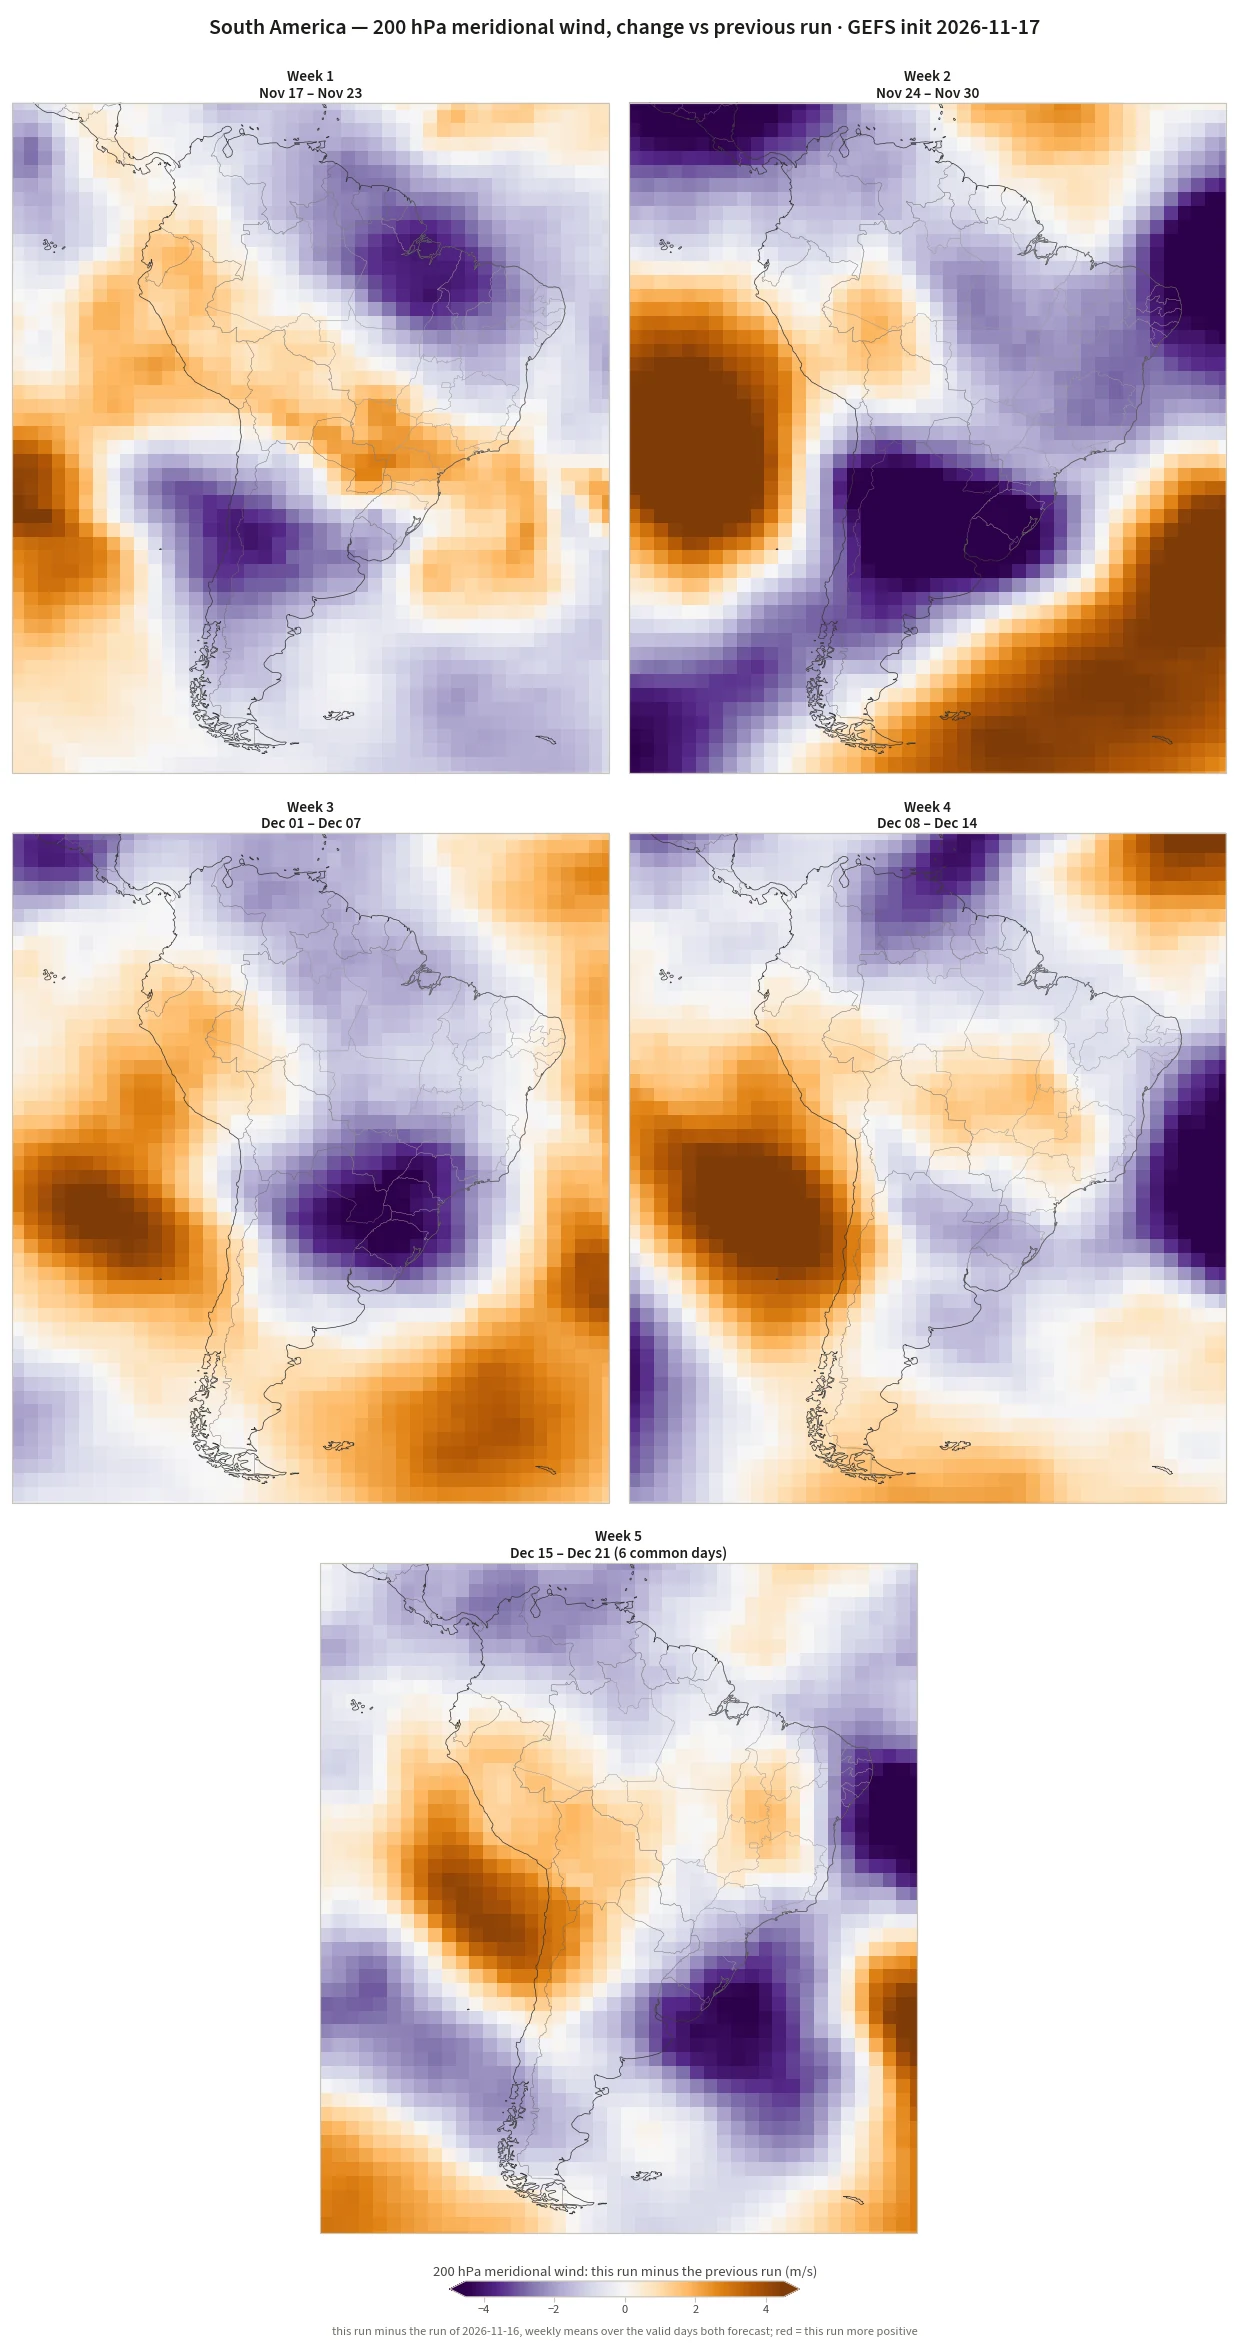 South America — 200 hPa meridional wind, change vs previous run · GEFS init 2026-11-17
Week 1
Nov 17 – Nov 23
Week 2
Nov 24 – Nov 30
Week 3
Dec 01 – Dec 07
Week 4
Dec 08 – Dec 14
Week 5
Dec 15 – Dec 21 (6 common days)
200 hPa meridional wind: this run minus the previous run (m/s)
−4 −2 0 2 4
this run minus the run of 2026-11-16, weekly means over the valid days both forecast; red = this run more positive